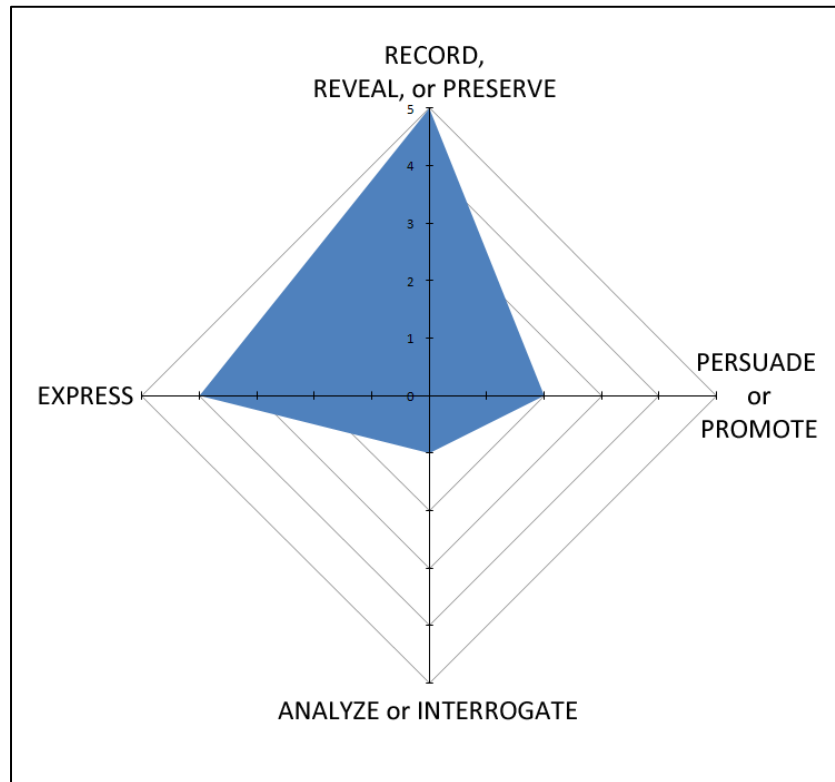 RECORD,
REVEAL, or PRESERVE
5
4
3
2
1
0
EXPRESS
PERSUADE
or
PROMOTE
ANALYZE or INTERROGATE